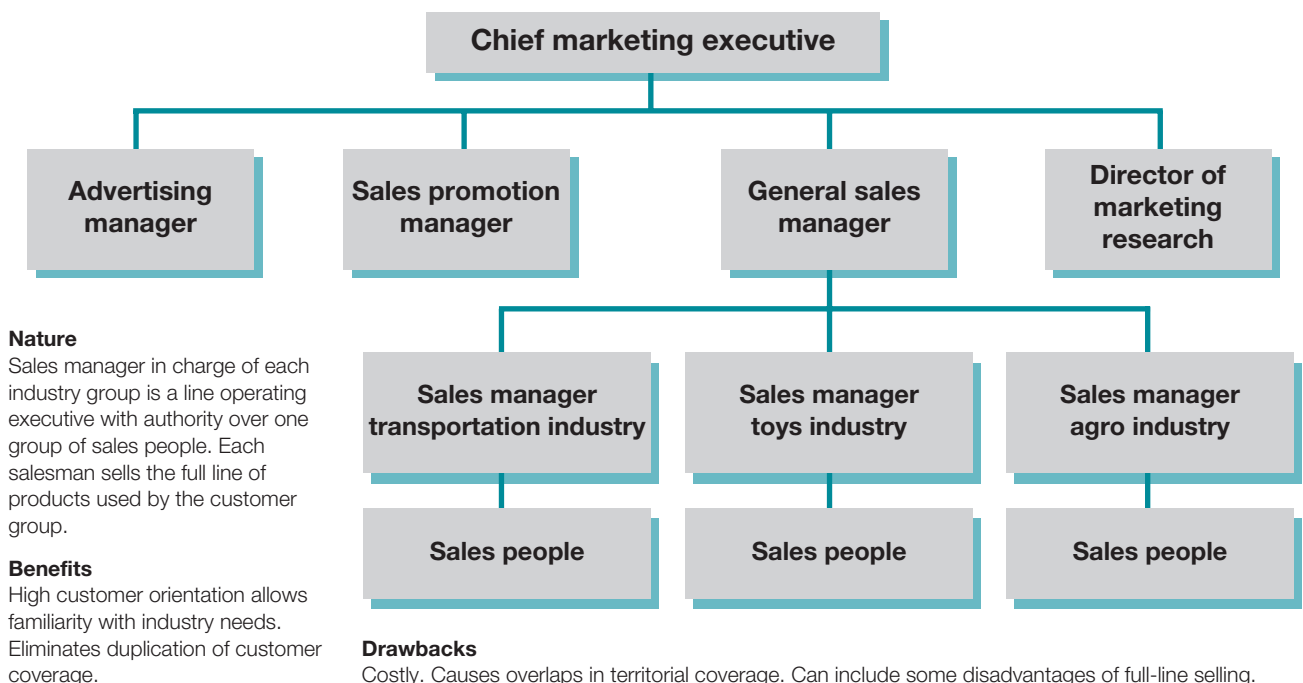 Chief marketing executive
Advertising
manager
Sales promotion
manager
General sales
manager
Director of
marketing
research
Nature
Sales manager in charge of each
industry group is a line operating
executive with authority over one
group of sales people. Each
salesman sells the full line of
products used by the customer
group.
Sales manager
transportation industry
Sales manager
toys industry
Sales manager
agro industry
Sales people
Sales people
Sales people
Benefits
High customer orientation allows
familiarity with industry needs.
Eliminates duplication of customer
coverage.
Drawbacks
Costly. Causes overlaps in territorial coverage. Can include some disadvantages of full-line selling.